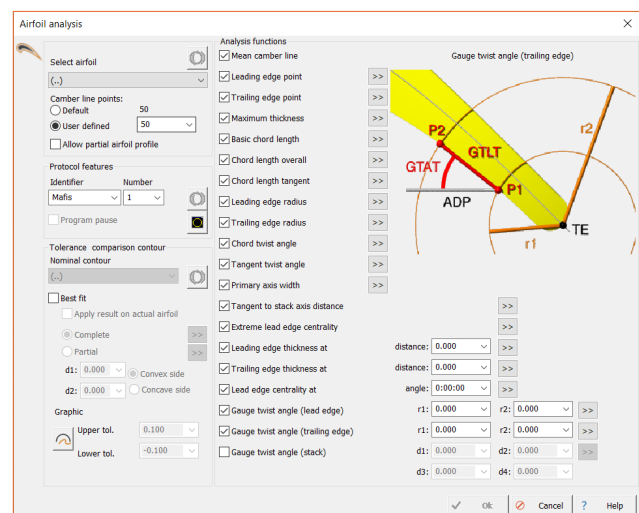 Airfoil analysis
Select airfoil
(..)
Camber line points:
Default 50
User defined 50
Allow partial airfoil profile
Protocol features
Identifier Number
Mafis 1
Program pause
Tolerance comparison contour
Nominal contour
(..)
Best fit
Apply result on actual airfoil
Complete >>
Partial >>
d1: 0.000 Convex side
d2: 0.000 Concave side
Graphic
Upper tol. 0.100
Lower tol. -0.100
Analysis functions
Mean camber line
Leading edge point >>
Trailing edge point >>
Maximum thickness >>
Basic chord length >>
Chord length overall >>
Chord length tangent >>
Leading edge radius >>
Trailing edge radius >>
Chord twist angle >>
Tangent twist angle >>
Primary axis width >>
Tangent to stack axis distance >>
Extreme lead edge centrality >>
Leading edge thickness at distance: 0.000 >>
Trailing edge thickness at distance: 0.000 >>
Lead edge centrality at angle: 0:00:00 >>
Gauge twist angle (lead edge) r1: 0.000 r2: 0.000 >>
Gauge twist angle (trailing edge) r1: 0.000 r2: 0.000 >>
Gauge twist angle (stack) d1: 0.000 d2: 0.000 >>
d3: 0.000 d4: 0.000
Gauge twist angle (trailing edge)
P2
r2
GTLT
GTAT
P1
ADP
TE
r1
Ok Cancel ? Help